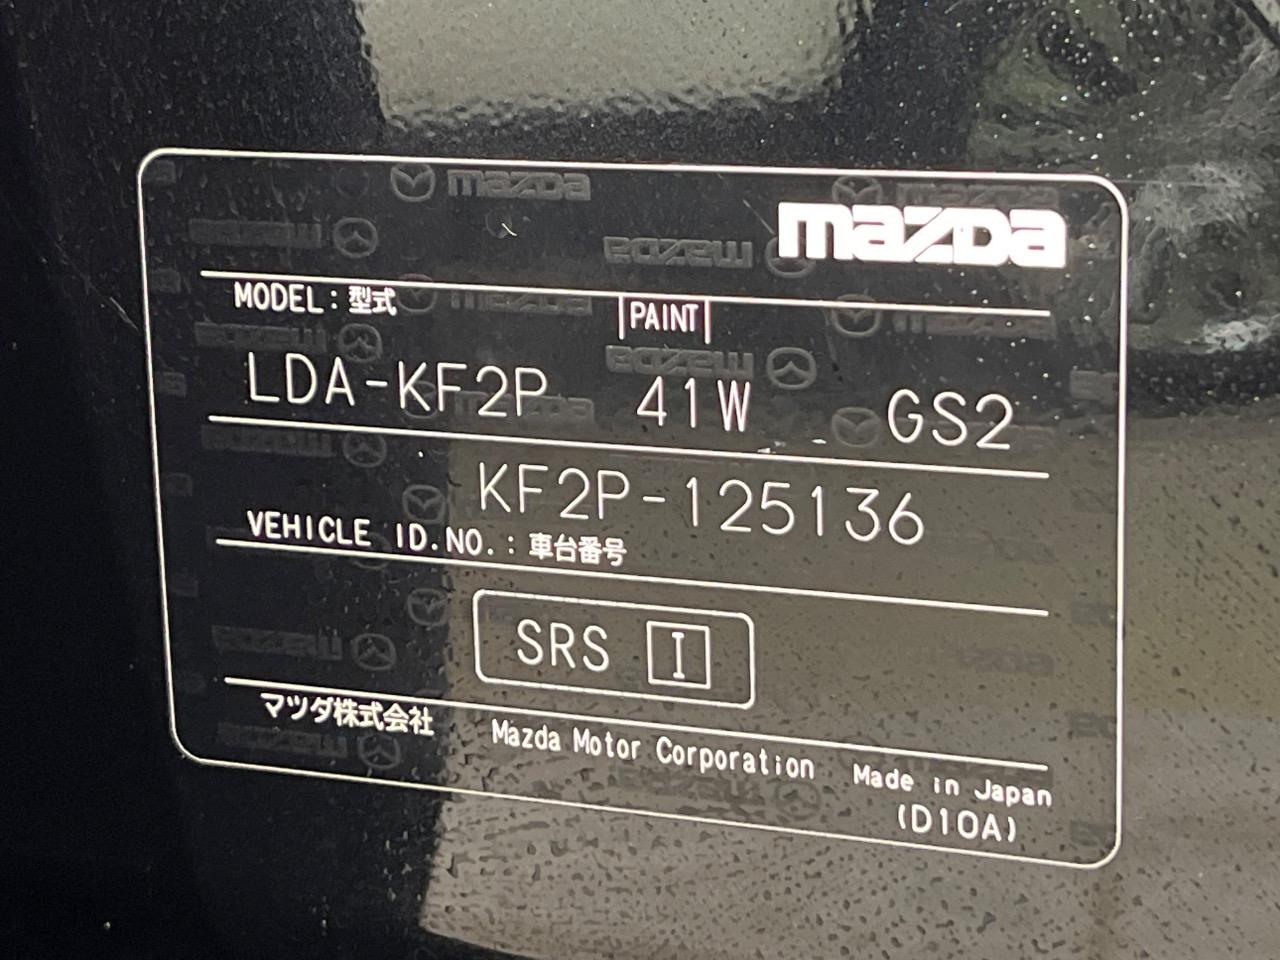 mazda
MODEL : 型式
PAINT
LDA-KF2P 41W GS2
KF2P-125136
VEHICLE ID.NO. : 車台番号
SRS I
マツダ株式会社 Mazda Motor Corporation Made in Japan
(D10A)